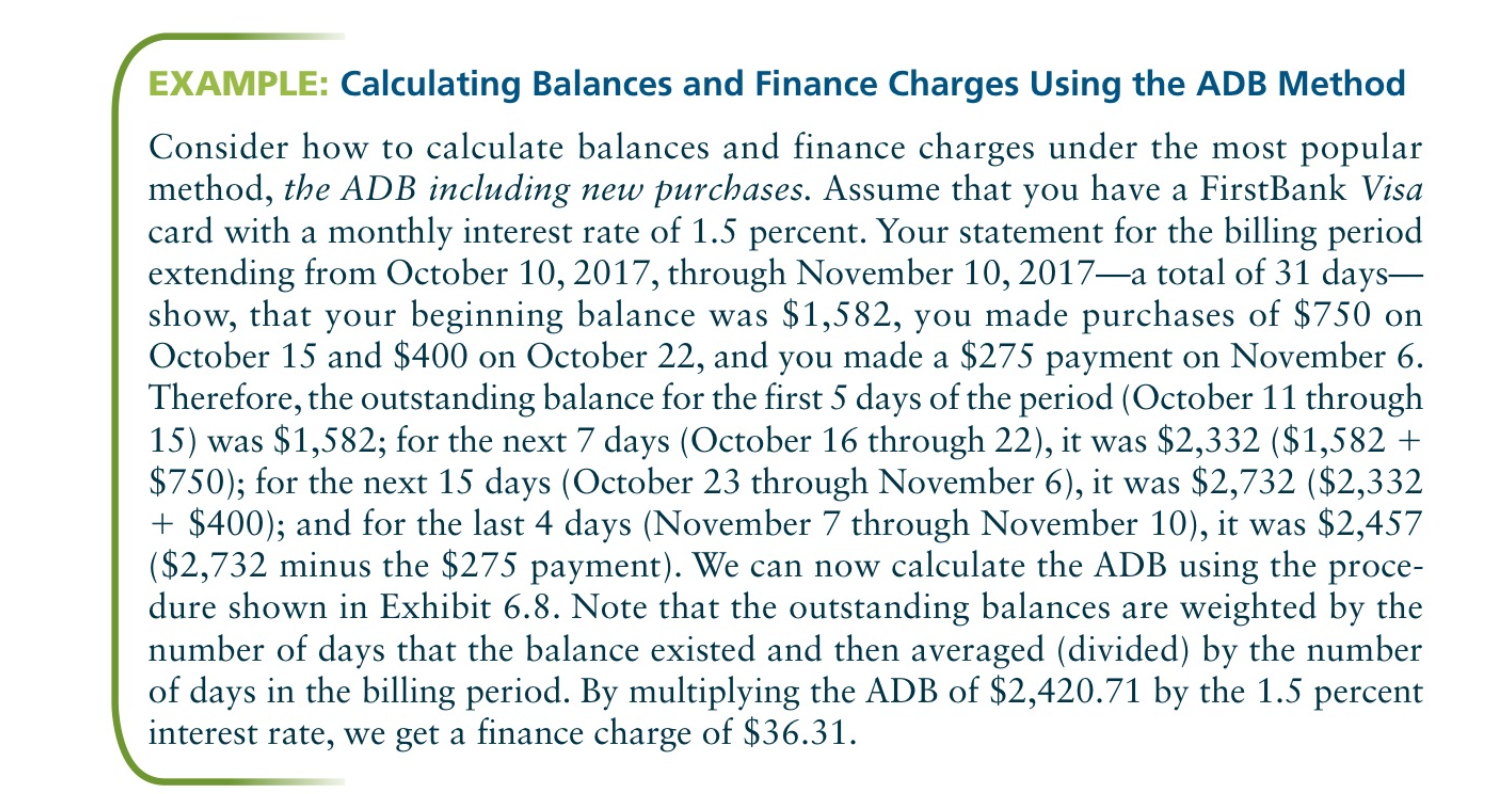 EXAMPLE: Calculating Balances and Finance Charges Using the ADB Method
Consider how to calculate balances and finance charges under the most popular
method, the ADB including new purchases. Assume that you have a FirstBank Visa
card with a monthly interest rate of 1.5 percent. Your statement for the billing period
extending from October 10, 2017, through November 10, 2017—a total of 31 days—
show, that your beginning balance was $1,582, you made purchases of $750 on
October 15 and $400 on October 22, and you made a $275 payment on November 6.
Therefore, the outstanding balance for the first 5 days of the period (October 11 through
15) was $1,582; for the next 7 days (October 16 through 22), it was $2,332 ($1,582 +
$750); for the next 15 days (October 23 through November 6), it was $2,732 ($2,332
+ $400); and for the last 4 days (November 7 through November 10), it was $2,457
($2,732 minus the $275 payment). We can now calculate the ADB using the proce-
dure shown in Exhibit 6.8. Note that the outstanding balances are weighted by the
number of days that the balance existed and then averaged (divided) by the number
of days in the billing period. By multiplying the ADB of $2,420.71 by the 1.5 percent
interest rate, we get a finance charge of $36.31.